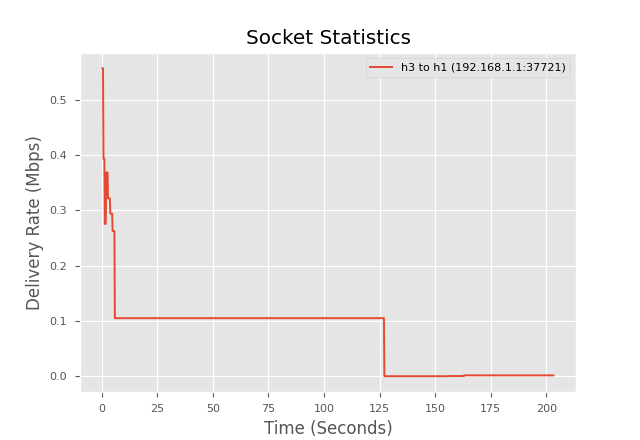 Socket Statistics
h3 to h1 (192.168.1.1:37721)
Delivery Rate (Mbps)
0.5
0.4
0.3
0.2
0.1
0.0
0 25 50 75 100 125 150 175 200
Time (Seconds)